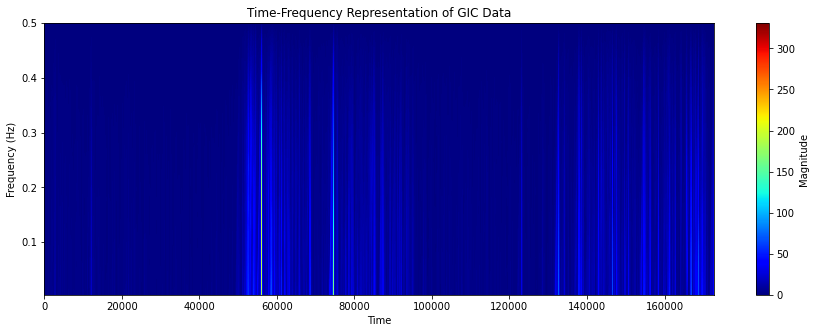 Time-Frequency Representation of GIC Data
0.5
0.4
0.3
0.2
0.1
Frequency (Hz)
0 20000 40000 60000 80000 100000 120000 140000 160000
Time
300
250
200
150
100
50
0
Magnitude